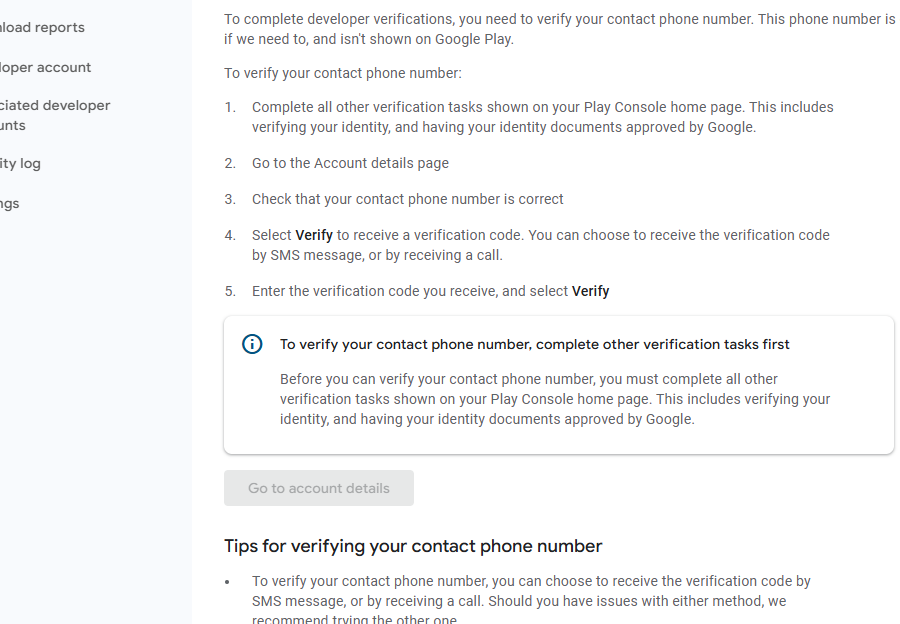 To complete developer verifications, you need to verify your contact phone number. This phone number is
if we need to, and isn't shown on Google Play.
To verify your contact phone number:
1. Complete all other verification tasks shown on your Play Console home page. This includes
verifying your identity, and having your identity documents approved by Google.
2. Go to the Account details page
3. Check that your contact phone number is correct
4. Select Verify to receive a verification code. You can choose to receive the verification code
by SMS message, or by receiving a call.
5. Enter the verification code you receive, and select Verify
To verify your contact phone number, complete other verification tasks first
Before you can verify your contact phone number, you must complete all other
verification tasks shown on your Play Console home page. This includes verifying your
identity, and having your identity documents approved by Google.
Go to account details
Tips for verifying your contact phone number
• To verify your contact phone number, you can choose to receive the verification code by
SMS message, or by receiving a call. Should you have issues with either method, we
recommend trying the other one.
nload reports
loper account
ciated developer
unts
ity log
ngs